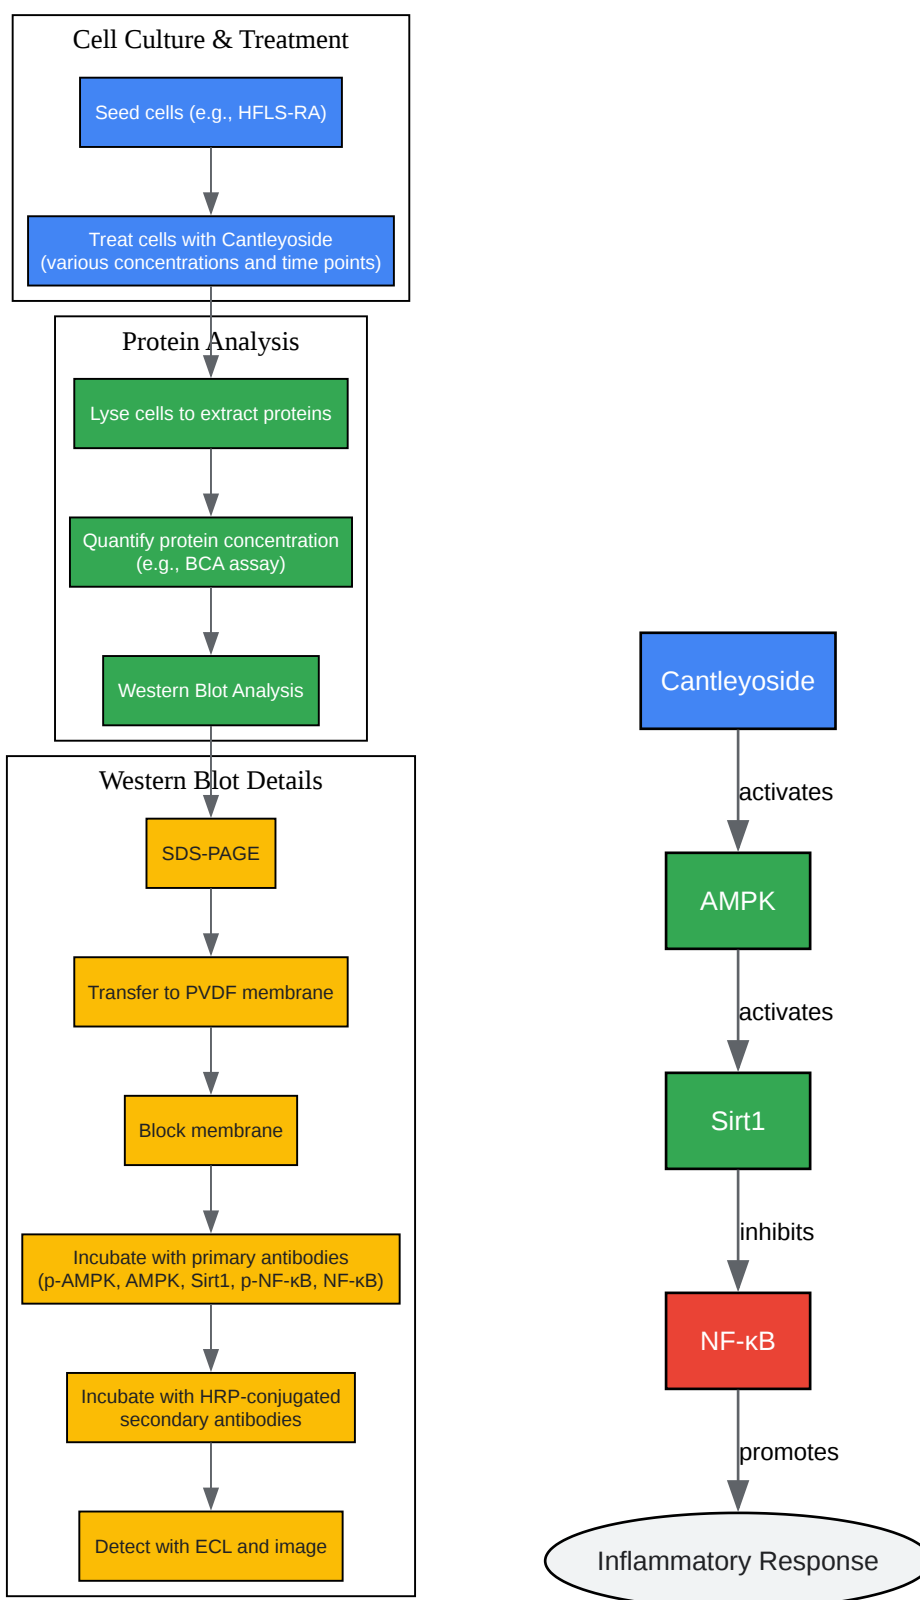 Cell Culture & Treatment
Seed cells (e.g., HFLS-RA)
Treat cells with Cantleyoside
(various concentrations and time points)
Protein Analysis
Lyse cells to extract proteins
Quantify protein concentration
(e.g., BCA assay)
Western Blot Analysis
Western Blot Details
SDS-PAGE
Transfer to PVDF membrane
Block membrane
Incubate with primary antibodies
(p-AMPK, AMPK, Sirt1, p-NF-κB, NF-κB)
Incubate with HRP-conjugated
secondary antibodies
Detect with ECL and image
Cantleyoside
activates
AMPK
activates
Sirt1
inhibits
NF-κB
promotes
Inflammatory Response